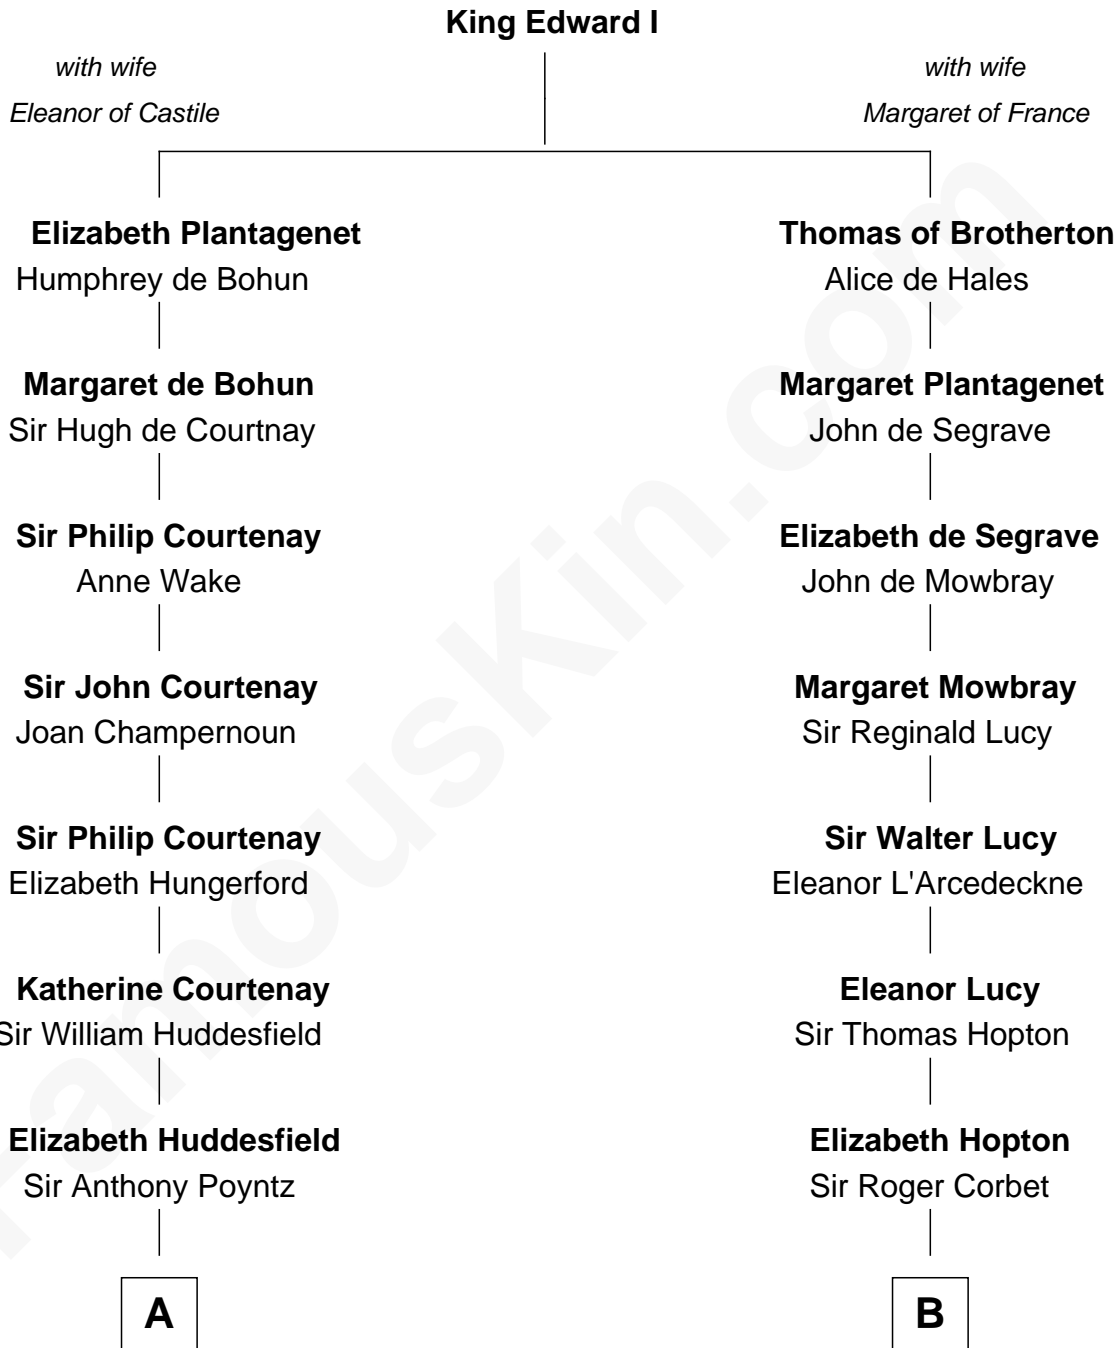 King Edward I
with wife
Eleanor of Castile
with wife
Margaret of France
Elizabeth Plantagenet
Humphrey de Bohun
Thomas of Brotherton
Alice de Hales
Margaret de Bohun
Sir Hugh de Courtnay
Margaret Plantagenet
John de Segrave
Sir Philip Courtenay
Anne Wake
Elizabeth de Segrave
John de Mowbray
Sir John Courtenay
Joan Champernoun
Margaret Mowbray
Sir Reginald Lucy
Sir Philip Courtenay
Elizabeth Hungerford
Sir Walter Lucy
Eleanor L'Arcedeckne
Katherine Courtenay
Sir William Huddesfield
Eleanor Lucy
Sir Thomas Hopton
Elizabeth Huddesfield
Sir Anthony Poyntz
Elizabeth Hopton
Sir Roger Corbet
A
B
FamousKin.com